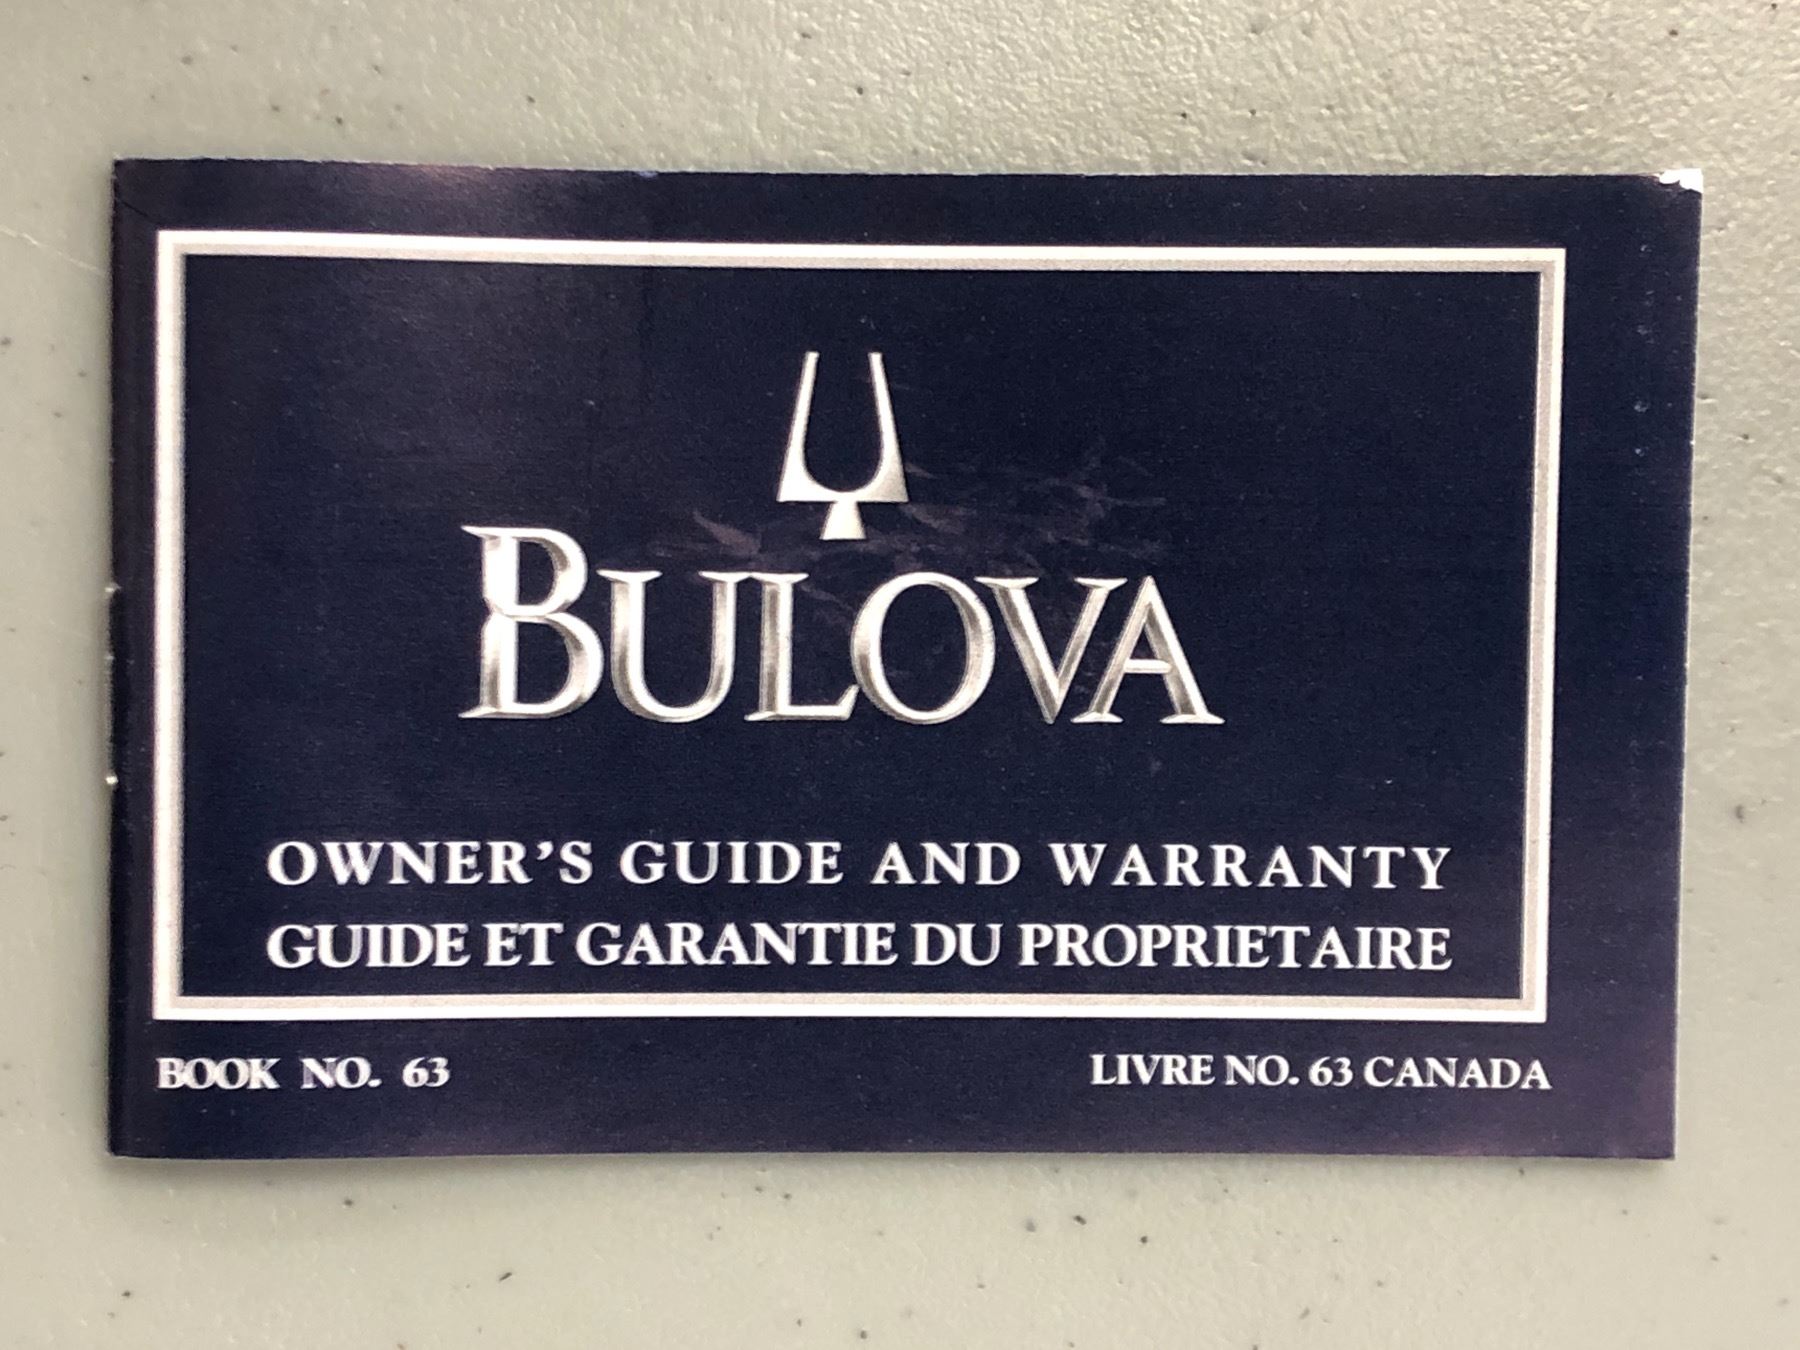 BULOVA
OWNER'S GUIDE AND WARRANTY
GUIDE ET GARANTIE DU PROPRIETAIRE
BOOK NO. 63
LIVRE NO. 63 CANADA